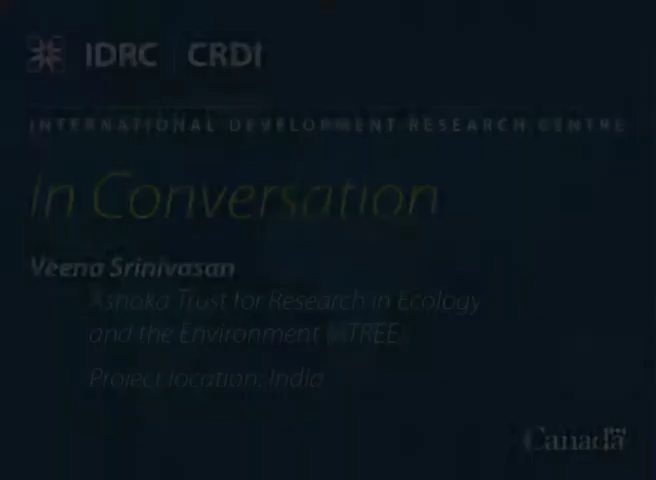 IDRC | CRDI
INTERNATIONAL DEVELOPMENT RESEARCH CENTRE
In Conversation
Veena Srinivasan
Ashoka Trust for Research in Ecology
and the Environment (ATREE)
Project location: India
Canada